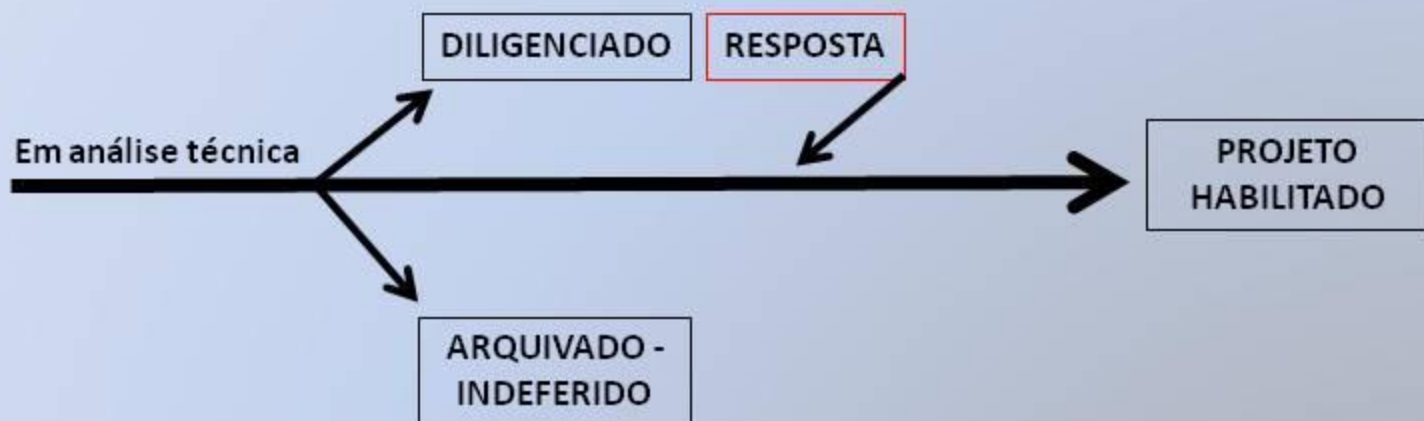 DILIGENCIADO
RESPOSTA
Em análise técnica
PROJETO
HABILITADO
ARQUIVADO -
INDEFERIDO